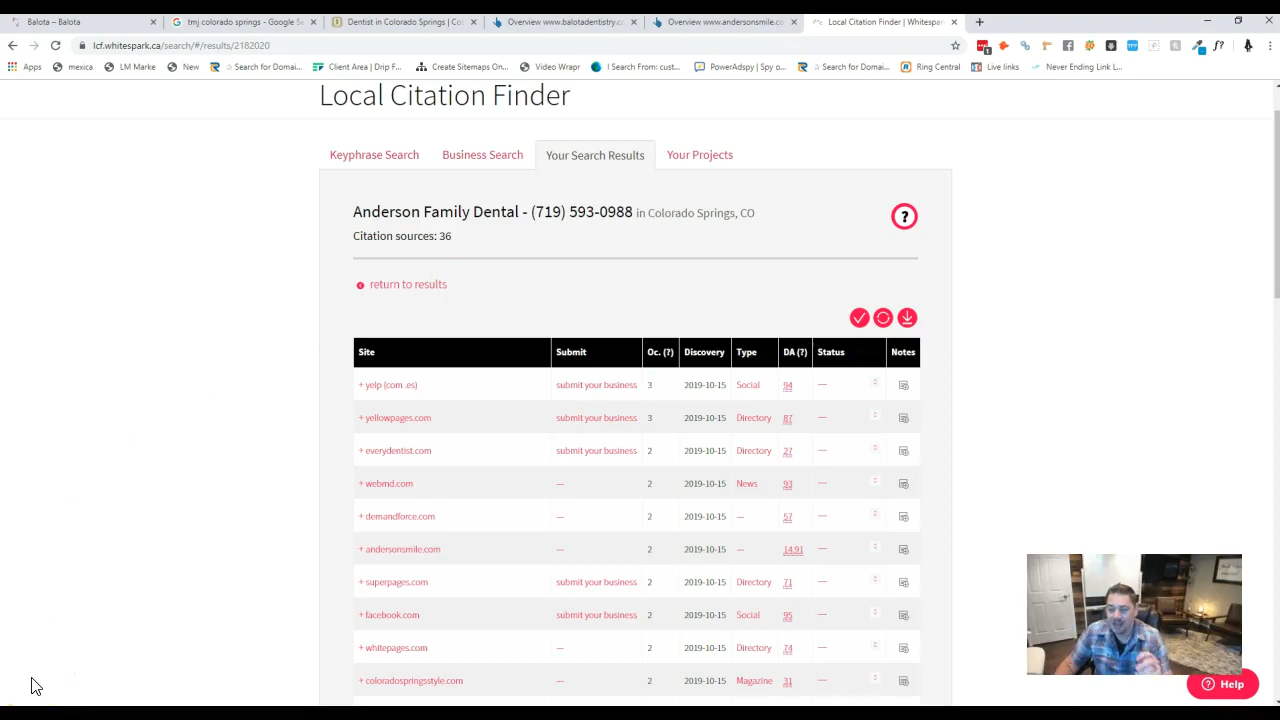 Balota – Balota
tmj colorado springs - Google S
Dentist in Colorado Springs | Cos
Overview www.balotadentistry.c
Overview www.andersonsmile.c
Local Citation Finder | Whitespar
lcf.whitespark.ca/search/#/results/2182020
Apps
mexica
LM Marke
New
Search for Domai...
Client Area | Drip F...
Create Sitemaps On...
Video Wrapr
I Search From: cust...
PowerAdspy | Spy o...
Search for Domai...
Ring Central
Live links
Never Ending Link L...
Local Citation Finder
Keyphrase Search
Business Search
Your Search Results
Your Projects
Anderson Family Dental - (719) 593-0988 in Colorado Springs, CO
Citation sources: 36
?
return to results
Site Submit Oc. (?) Discovery Type DA (?) Status Notes
+ yelp (com .es) submit your business 3 2019-10-15 Social 94 —
+ yellowpages.com submit your business 3 2019-10-15 Directory 87 —
+ everydentist.com submit your business 2 2019-10-15 Directory 27 —
+ webmd.com — 2 2019-10-15 News 93 —
+ demandforce.com — 2 2019-10-15 — 57 —
+ andersonsmile.com — 2 2019-10-15 — 14.91 —
+ superpages.com submit your business 2 2019-10-15 Directory 71 —
+ facebook.com submit your business 2 2019-10-15 Social 95 —
+ whitepages.com — 2 2019-10-15 Directory 74 —
+ coloradospringsstyle.com — 2 2019-10-15 Magazine 31 —
? Help